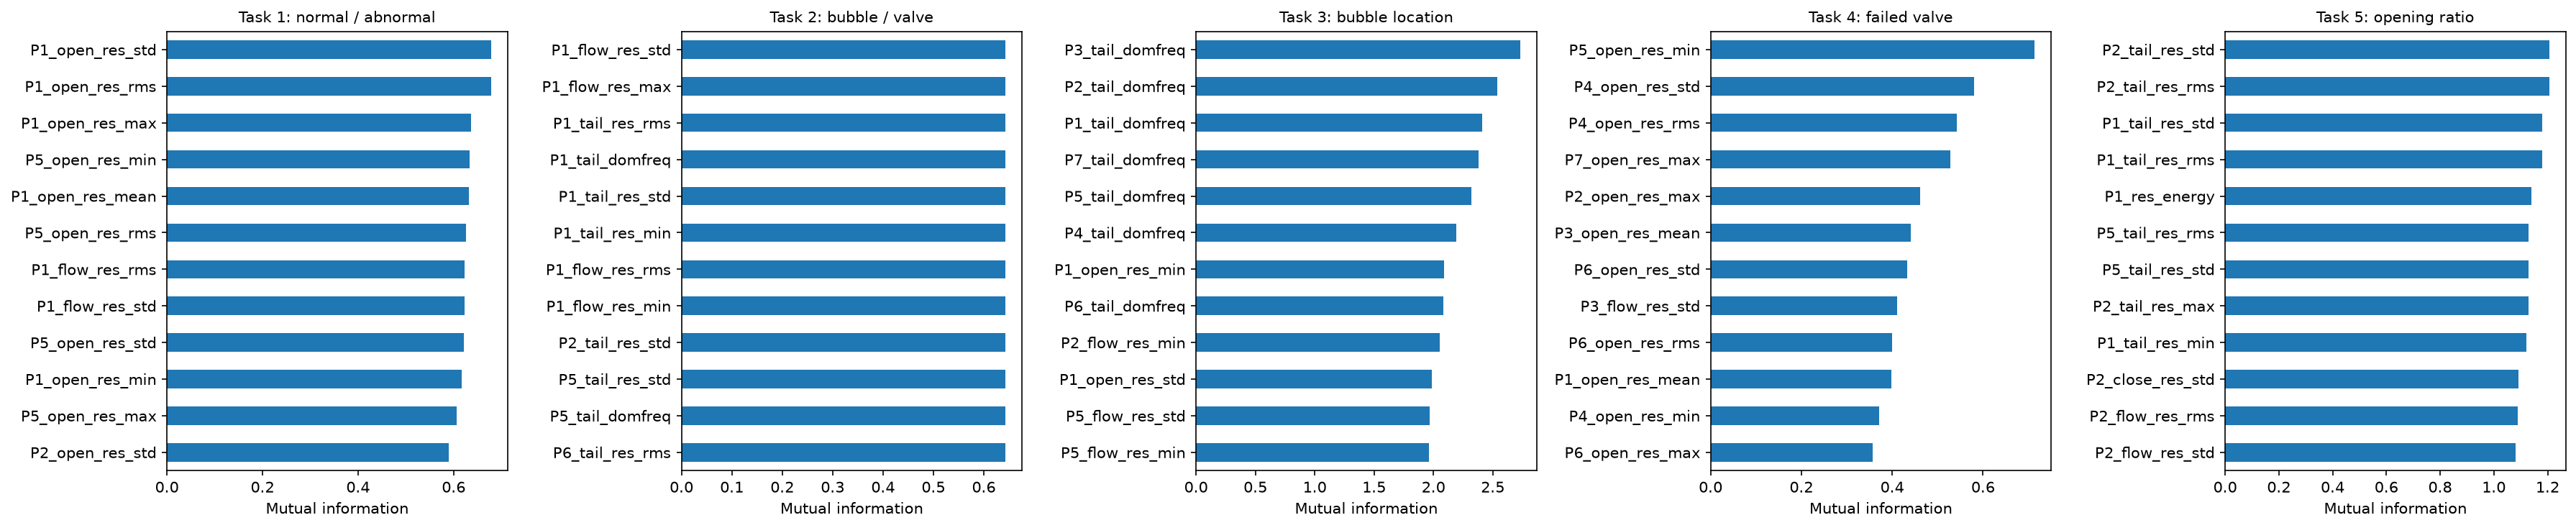 Task 1: normal / abnormal
P1_open_res_std
P1_open_res_rms
P1_open_res_max
P5_open_res_min
P1_open_res_mean
P5_open_res_rms
P1_flow_res_rms
P1_flow_res_std
P5_open_res_std
P1_open_res_min
P5_open_res_max
P2_open_res_std
0.0 0.2 0.4 0.6
Mutual information
Task 2: bubble / valve
P1_flow_res_std
P1_flow_res_max
P1_tail_res_rms
P1_tail_domfreq
P1_tail_res_std
P1_tail_res_min
P1_flow_res_rms
P1_flow_res_min
P2_tail_res_std
P5_tail_res_std
P5_tail_domfreq
P6_tail_res_rms
0.0 0.1 0.2 0.3 0.4 0.5 0.6
Mutual information
Task 3: bubble location
P3_tail_domfreq
P2_tail_domfreq
P1_tail_domfreq
P7_tail_domfreq
P5_tail_domfreq
P4_tail_domfreq
P1_open_res_min
P6_tail_domfreq
P2_flow_res_min
P1_open_res_std
P5_flow_res_std
P5_flow_res_min
0.0 0.5 1.0 1.5 2.0 2.5
Mutual information
Task 4: failed valve
P5_open_res_min
P4_open_res_std
P4_open_res_rms
P7_open_res_max
P2_open_res_max
P3_open_res_mean
P6_open_res_std
P3_flow_res_std
P6_open_res_rms
P1_open_res_mean
P4_open_res_min
P6_open_res_max
0.0 0.2 0.4 0.6
Mutual information
Task 5: opening ratio
P2_tail_res_std
P2_tail_res_rms
P1_tail_res_std
P1_tail_res_rms
P1_res_energy
P5_tail_res_rms
P5_tail_res_std
P2_tail_res_max
P1_tail_res_min
P2_close_res_std
P2_flow_res_rms
P2_flow_res_std
0.0 0.2 0.4 0.6 0.8 1.0 1.2
Mutual information